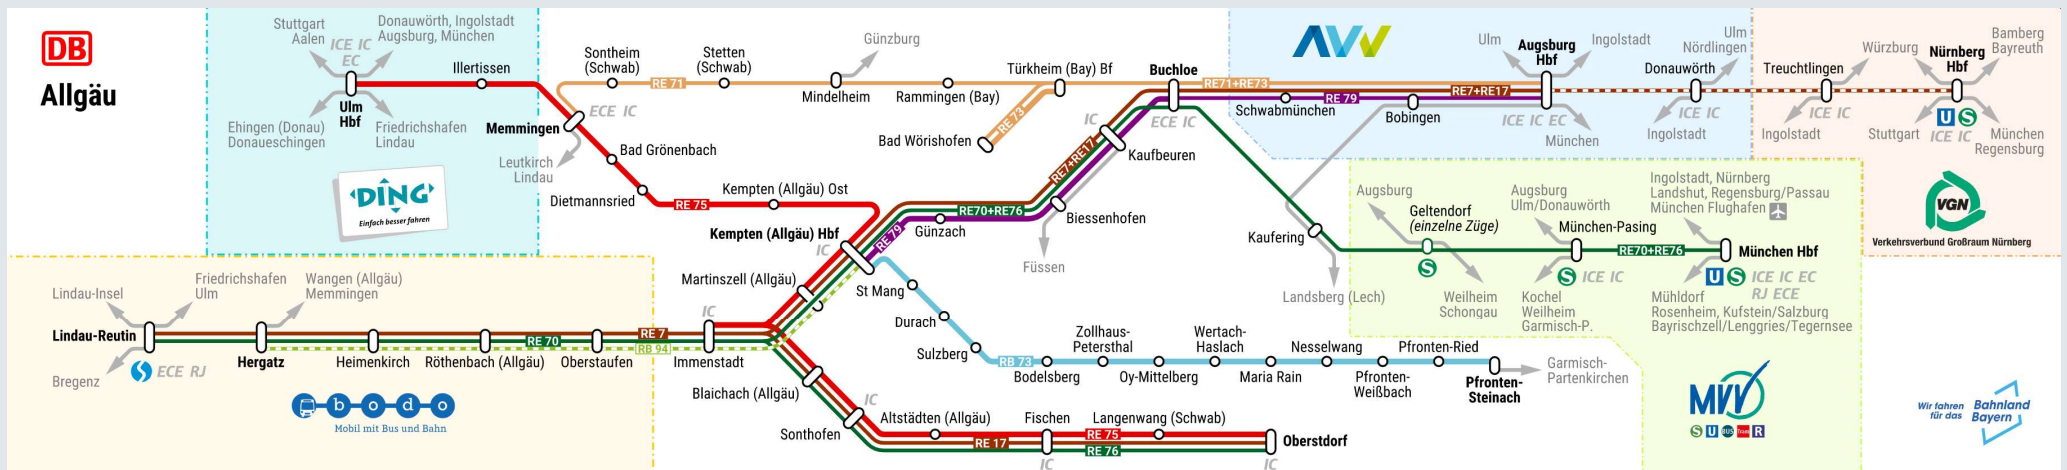 DB
Allgäu
Stuttgart
Aalen
ICE IC
EC
Donauwörth, Ingolstadt
Augsburg, München
Illertissen
Ulm
Hbf
Ehingen (Donau)
Donaueschingen
Friedrichshafen
Lindau
DING
Einfach besser fahren
Memmingen
ECE IC
Leutkirch
Lindau
Sontheim
(Schwab)
RE 71
Stetten
(Schwab)
Günzburg
Mindelheim
Rammingen (Bay)
Türkheim (Bay) Bf
RE 73
Bad Wörishofen
Bad Grönenbach
Dietmannsried
RE 75
Kempten (Allgäu) Ost
Kempten (Allgäu) Hbf
IC
RE 79
Günzach
RE70+RE76
RE7+RE17
IC
Kaufbeuren
Biessenhofen
Füssen
Buchloe
ECE IC
AVV
RE71+RE73
Schwabmünchen
RE 79
Bobingen
RE7+RE17
Ulm
Augsburg
Hbf
Ingolstadt
ICE IC EC
München
Ulm
Nördlingen
Donauwörth
ICE IC
Ingolstadt
Treuchtlingen
ICE IC
Ingolstadt
Würzburg
Nürnberg
Hbf
Bamberg
Bayreuth
U S
Stuttgart
ICE IC
München
Regensburg
VGN
Verkehrsverbund Großraum Nürnberg
Kaufering
Landsberg (Lech)
Augsburg
Geltendorf
(einzelne Züge)
S
Weilheim
Schongau
Augsburg
Ulm/Donauwörth
München-Pasing
S ICE IC
Kochel
Weilheim
Garmisch-P.
Ingolstadt, Nürnberg
Landshut, Regensburg/Passau
München Flughafen
RE70+RE76
München Hbf
U S ICE IC EC
RJ ECE
Mühldorf
Rosenheim, Kufstein/Salzburg
Bayrischzell/Lenggries/Tegernsee
MVV
S U BUS Tram R
Wir fahren
für das
Bahnland
Bayern
Lindau-Insel
Friedrichshafen
Ulm
Wangen (Allgäu)
Memmingen
Lindau-Reutin
Bregenz
ECE RJ
Hergatz
Heimenkirch
Röthenbach (Allgäu)
RE 70
Oberstaufen
RE 7
RB 94
IC
Immenstadt
bodo
Mobil mit Bus und Bahn
Martinszell (Allgäu)
St Mang
Durach
Sulzberg
RB 73
Bodelsberg
Zollhaus-
Petersthal
Oy-Mittelberg
Wertach-
Haslach
Maria Rain
Nesselwang
Pfronten-
Weißbach
Pfronten-Ried
Pfronten-
Steinach
Garmisch-
Partenkirchen
Blaichach (Allgäu)
IC
Sonthofen
Altstädten (Allgäu)
RE 17
Fischen
IC
Langenwang (Schwab)
RE 75
RE 76
Oberstdorf
IC